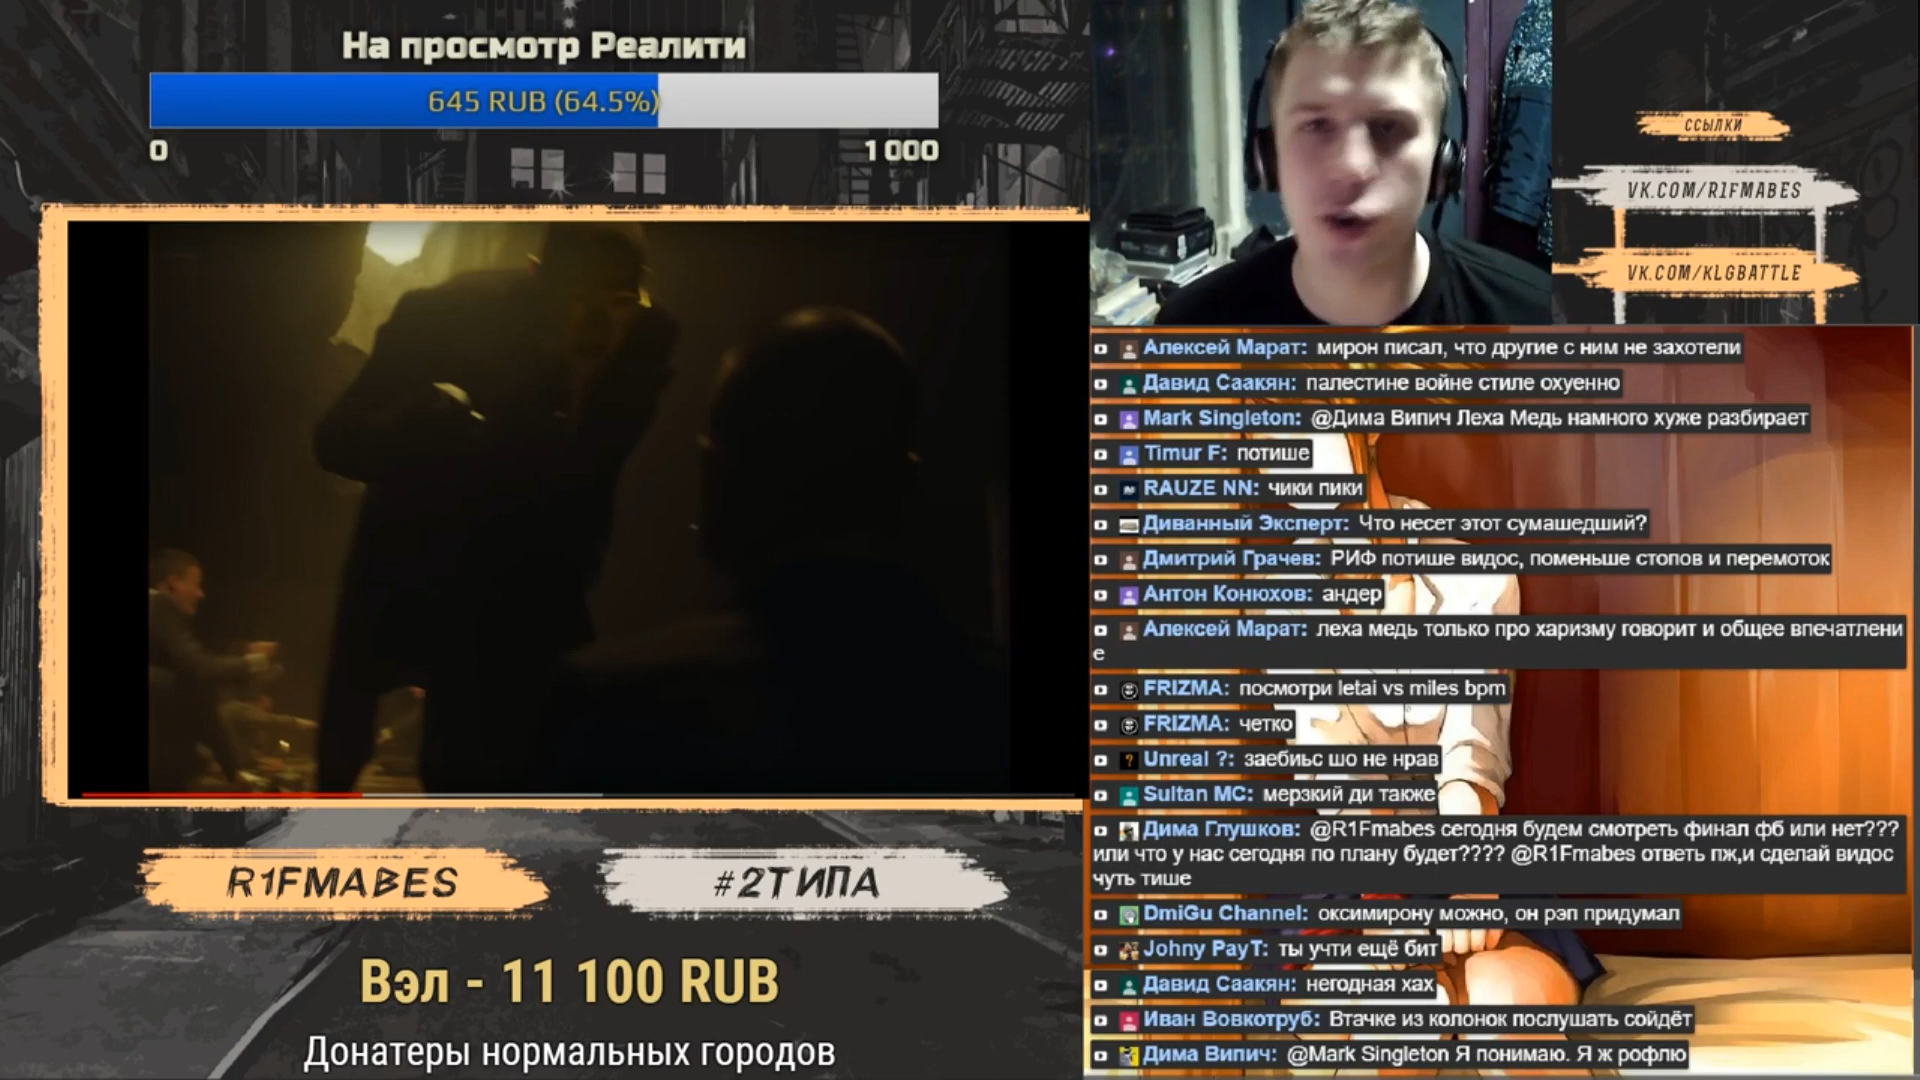 На просмотр Реалити
645 RUB (64.5%)
0
1 000
ССЫЛКИ
VK.COM/R1FMABES
VK.COM/KLGBATTLE
Алексей Марат: мирон писал, что другие с ним не захотели
Давид Саакян: палестине войне стиле охуенно
Mark Singleton: @Дима Випич Леха Медь намного хуже разбирает
Timur F: потише
RAUZE NN: чики пики
Диванный Эксперт: Что несет этот сумашедший?
Дмитрий Грачев: РИФ потише видос, поменьше стопов и перемоток
Антон Конюхов: андер
Алексей Марат: леха медь только про харизму говорит и общее впечатлени
е
FRIZMA: посмотри letai vs miles bpm
FRIZMA: четко
Unreal ?: заебиьс шо не нрав
Sultan MC: мерзкий ди также
Дима Глушков: @R1Fmabes сегодня будем смотреть финал фб или нет???
или что у нас сегодня по плану будет???? @R1Fmabes ответь пж,и сделай видос
чуть тише
DmiGu Channel: оксимирону можно, он рэп придумал
Johny PayT: ты учти ещё бит
Давид Саакян: негодная хах
Иван Вовкотруб: Втачке из колонок послушать сойдёт
Дима Випич: @Mark Singleton Я понимаю. Я ж рофлю
R1FMABES
#2ТИПА
Вэл - 11 100 RUB
Донатеры нормальных городов